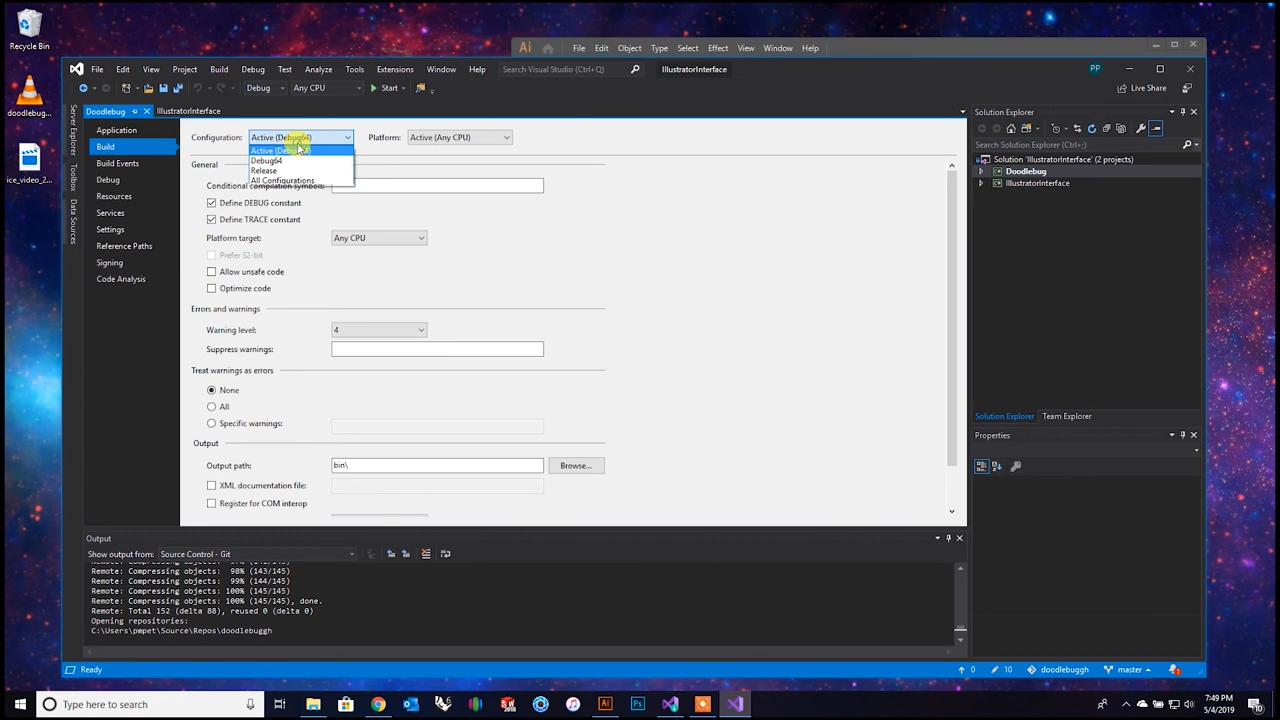 Recycle Bin
doodlebug...
ice_video_2...
Ai File Edit Object Type Select Effect View Window Help
File Edit View Project Build Debug Test Analyze Tools Extensions Window Help Search Visual Studio (Ctrl+Q) IllustratorInterface PP
Debug Any CPU Start Live Share
Server Explorer
Toolbox
Data Sources
Doodlebug IllustratorInterface
Application
Build
Build Events
Debug
Resources
Services
Settings
Reference Paths
Signing
Code Analysis
Configuration: Active (Debug64) Platform: Active (Any CPU)
Active (Debug64)
Debug64
Release
All Configurations
General
Conditional compilation symbols:
Define DEBUG constant
Define TRACE constant
Platform target: Any CPU
Prefer 32-bit
Allow unsafe code
Optimize code
Errors and warnings
Warning level: 4
Suppress warnings:
Treat warnings as errors
None
All
Specific warnings:
Output
Output path: bin\ Browse...
XML documentation file:
Register for COM interop
Solution Explorer
Search Solution Explorer (Ctrl+;)
Solution 'IllustratorInterface' (2 projects)
Doodlebug
IllustratorInterface
Solution Explorer Team Explorer
Properties
Output
Show output from: Source Control - Git
Remote: Compressing objects: 98% (143/145)
Remote: Compressing objects: 99% (144/145)
Remote: Compressing objects: 100% (145/145)
Remote: Compressing objects: 100% (145/145), done.
Remote: Total 152 (delta 88), reused 0 (delta 0)
Opening repositories:
C:\Users\pmpet\Source\Repos\doodlebuggh
Ready 0 10 doodlebuggh master
Type here to search
7:49 PM
5/4/2019